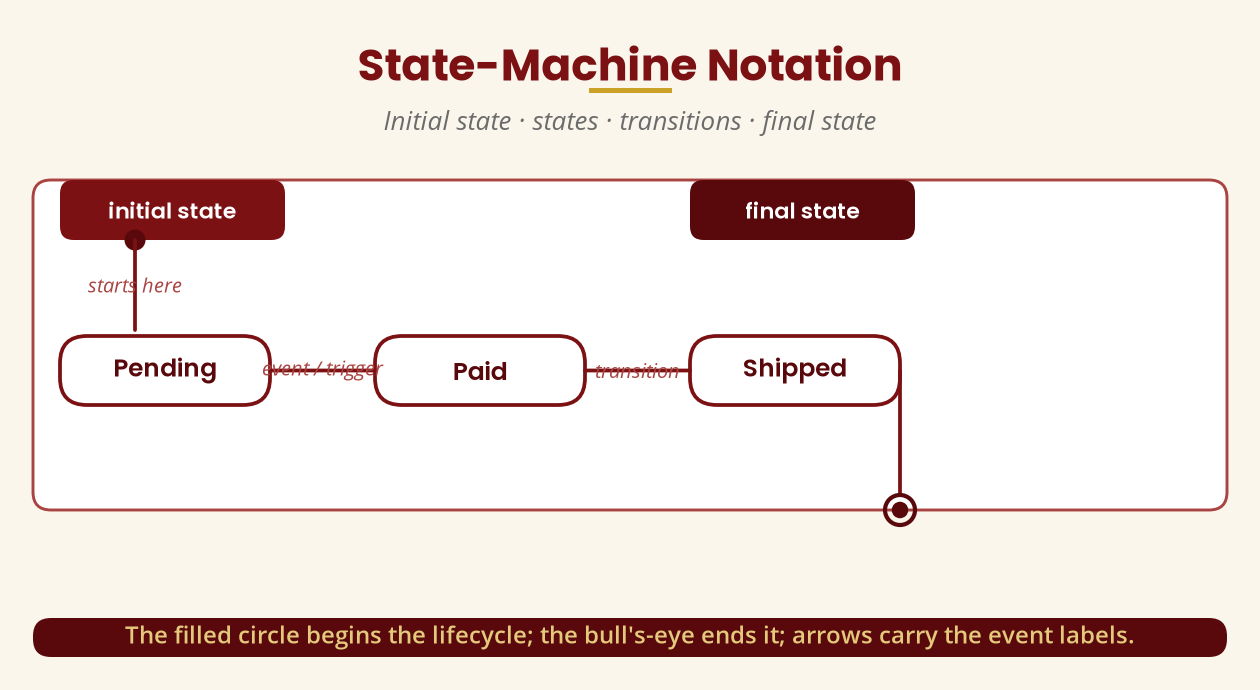 State-Machine Notation
Initial state · states · transitions · final state
initial state
final state
starts here
Pending
event / trigger
Paid
transition
Shipped
The filled circle begins the lifecycle; the bull's-eye ends it; arrows carry the event labels.